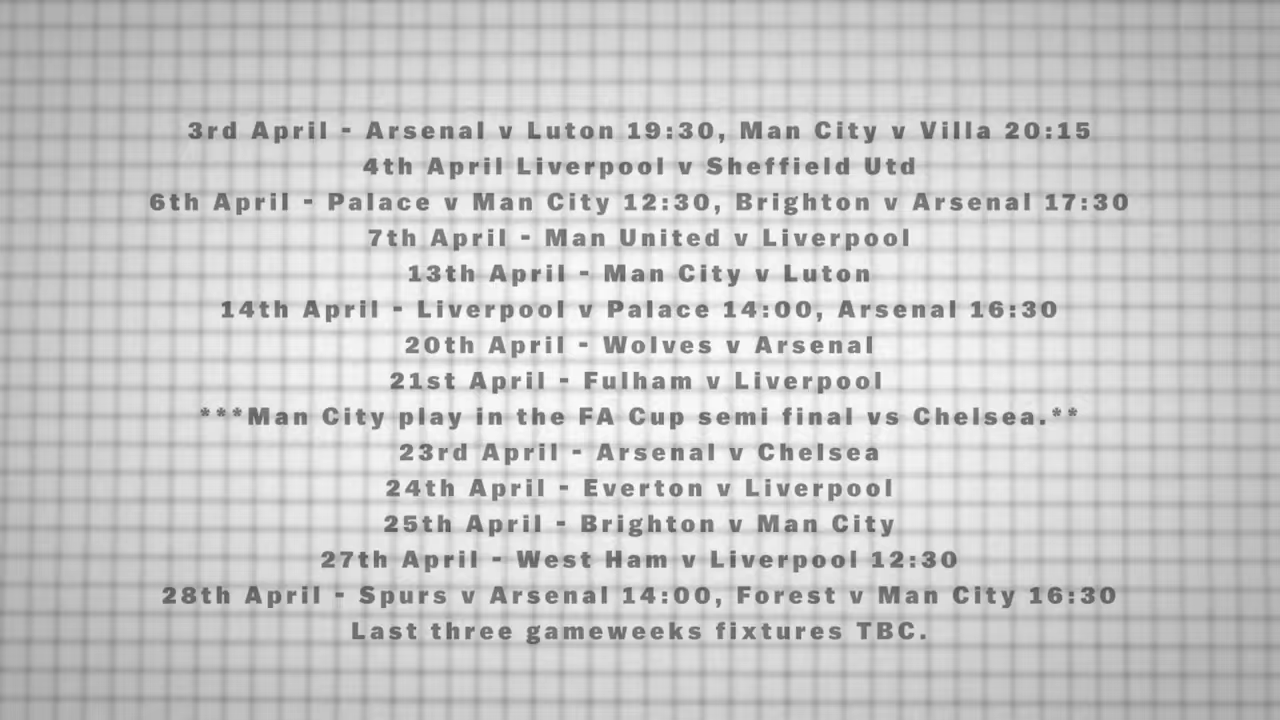 3rd April - Arsenal v Luton 19:30, Man City v Villa 20:15
4th April Liverpool v Sheffield Utd
6th April - Palace v Man City 12:30, Brighton v Arsenal 17:30
7th April - Man United v Liverpool
13th April - Man City v Luton
14th April - Liverpool v Palace 14:00, Arsenal 16:30
20th April - Wolves v Arsenal
21st April - Fulham v Liverpool
***Man City play in the FA Cup semi final vs Chelsea.**
23rd April - Arsenal v Chelsea
24th April - Everton v Liverpool
25th April - Brighton v Man City
27th April - West Ham v Liverpool 12:30
28th April - Spurs v Arsenal 14:00, Forest v Man City 16:30
Last three gameweeks fixtures TBC.